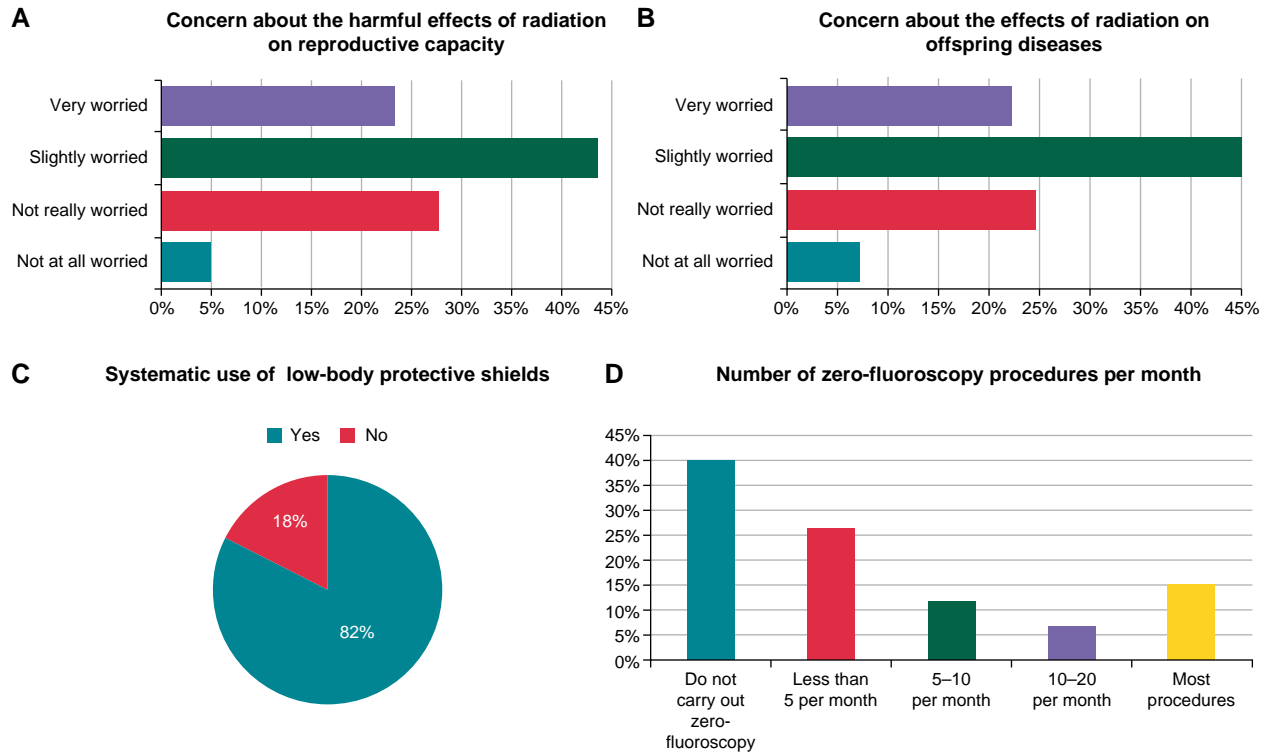 A
Concern about the harmful effects of radiation
on reproductive capacity
Very worried
Slightly worried
Not really worried
Not at all worried
0% 5% 10% 15% 20% 25% 30% 35% 40% 45%
B
Concern about the effects of radiation on
offspring diseases
Very worried
Slightly worried
Not really worried
Not at all worried
0% 5% 10% 15% 20% 25% 30% 35% 40% 45%
C
Systematic use of low-body protective shields
Yes No
18%
82%
D
Number of zero-fluoroscopy procedures per month
45%
40%
35%
30%
25%
20%
15%
10%
5%
0%
Do not
carry out
zero-
fluoroscopy
Less than
5 per month
5–10
per month
10–20
per month
Most
procedures